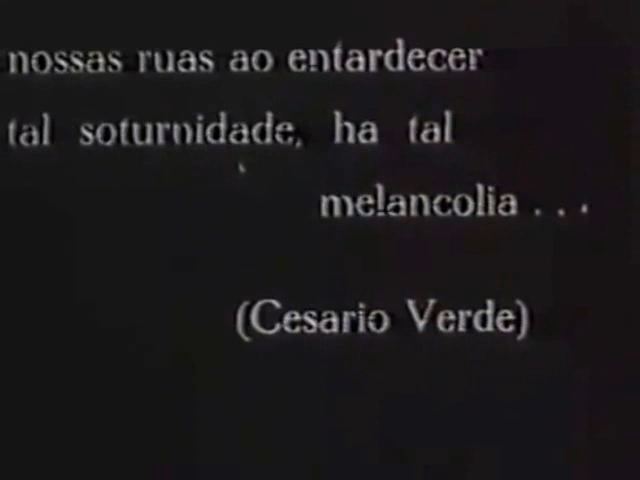 nossas ruas ao entardecer
tal soturnidade, ha tal
melancolia...
(Cesario Verde)